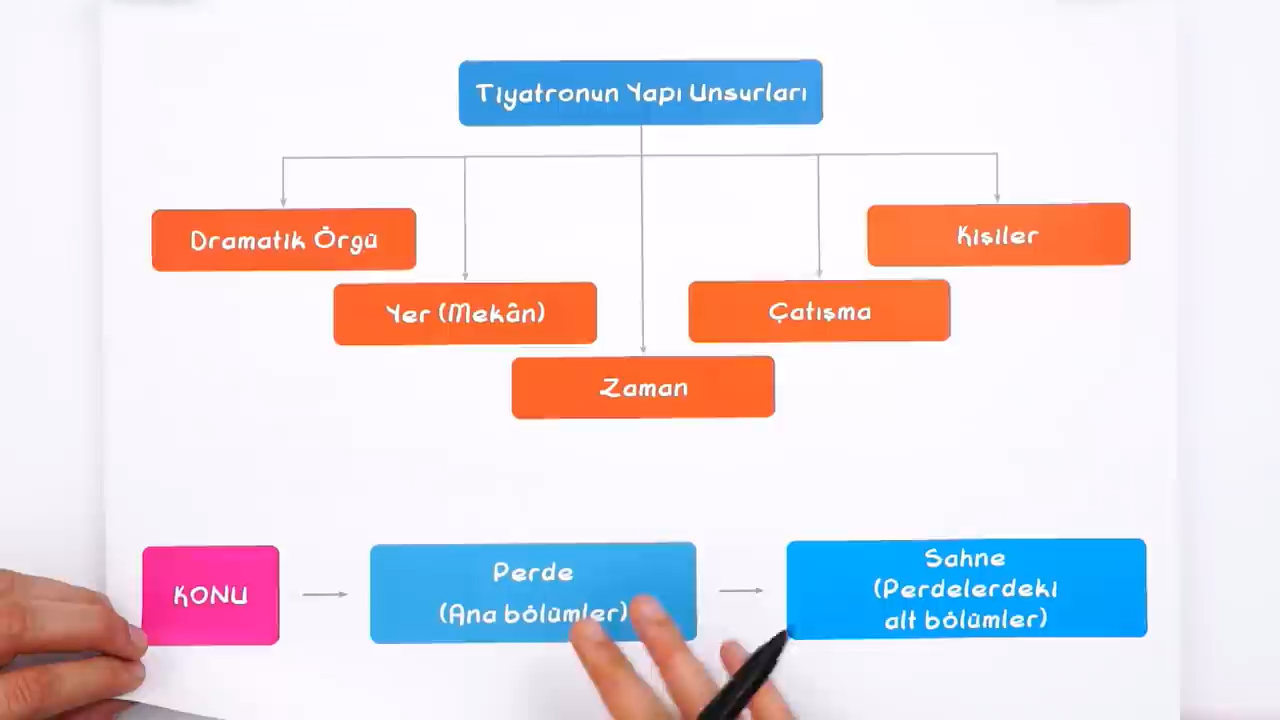 Tiyatronun Yapı Unsurları
Dramatik Örgü
Kişiler
Yer (Mekân)
Çatışma
Zaman
KONU
Perde
(Ana bölümler)
Sahne
(Perdelerdeki
alt bölümler)